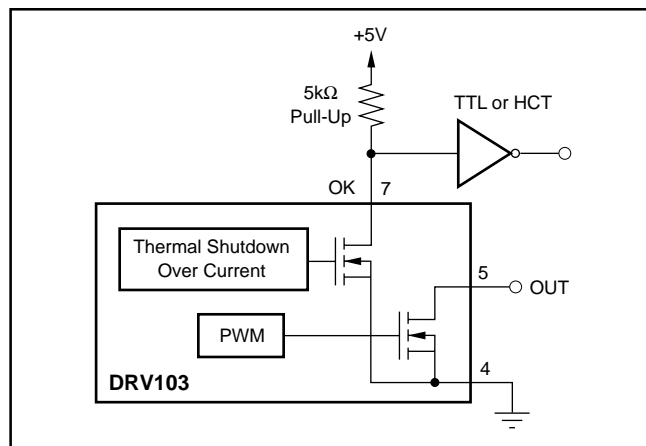 +5V
5kΩ
Pull-Up
TTL or HCT
OK
7
Thermal Shutdown
Over Current
5
OUT
PWM
4
DRV103